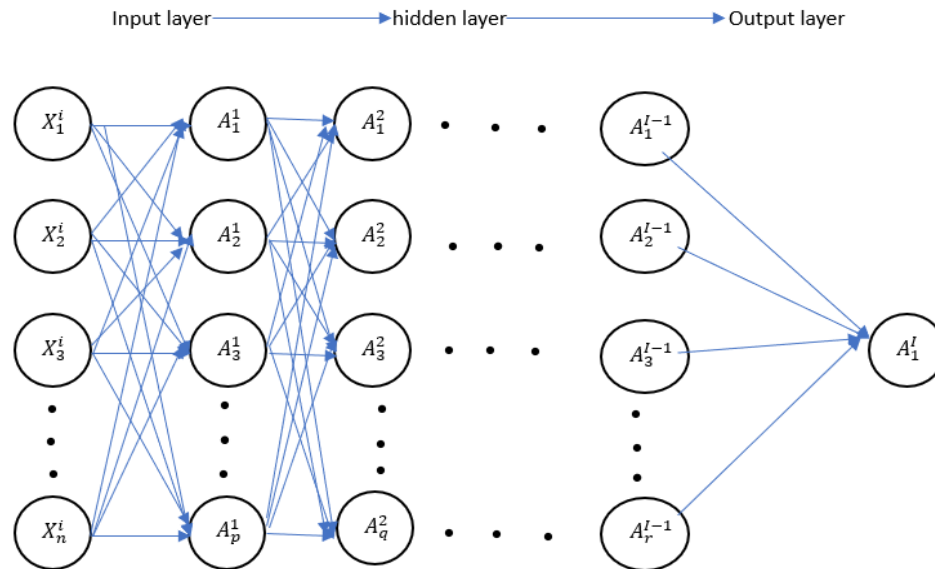 Input layer hidden layer Output layer
X_1^i A_1^1 A_1^2 A_1^{I-1}
X_2^i A_2^1 A_2^2 A_2^{I-1}
X_3^i A_3^1 A_3^2 A_3^{I-1} A_1^I
X_n^i A_p^1 A_q^2 A_r^{I-1}